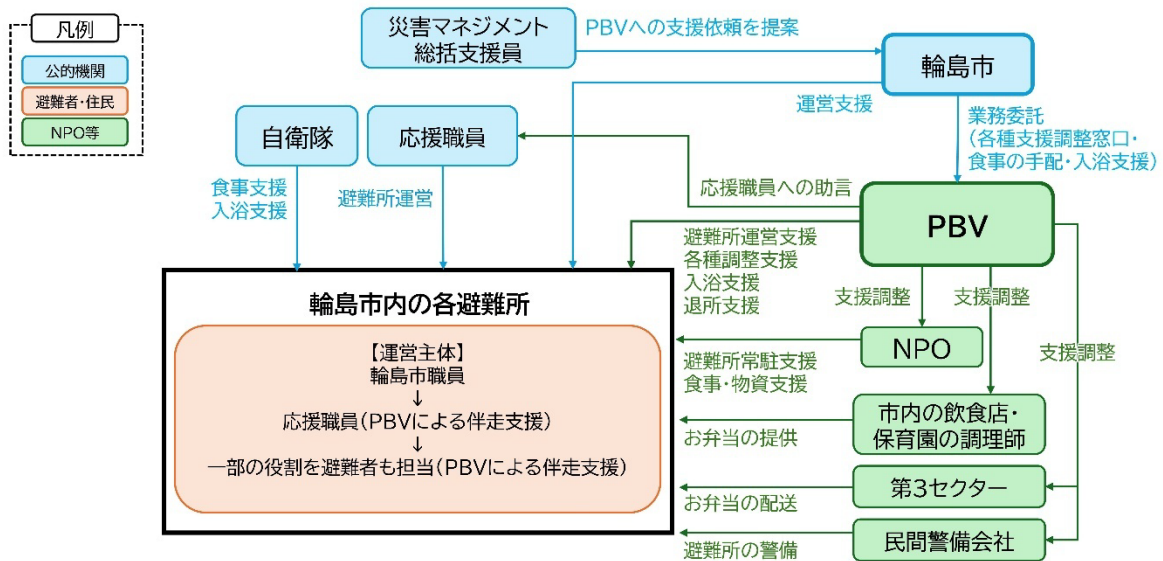 凡例
公的機関
避難者・住民
NPO等
災害マネジメント
総括支援員
PBVへの支援依頼を提案
輪島市
運営支援
業務委託
(各種支援調整窓口・
食事の手配・入浴支援)
自衛隊
応援職員
食事支援
入浴支援
避難所運営
応援職員への助言
PBV
避難所運営支援
各種調整支援
入浴支援
退所支援
支援調整
支援調整
支援調整
輪島市内の各避難所
【運営主体】
輪島市職員
↓
応援職員(PBVによる伴走支援)
↓
一部の役割を避難者も担当(PBVによる伴走支援)
NPO
避難所常駐支援
食事・物資支援
市内の飲食店・
保育園の調理師
お弁当の提供
第3セクター
お弁当の配送
民間警備会社
避難所の警備